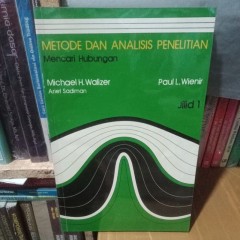 METODE DAN ANALISIS PENELITIAN
Mencari Hubungan
Michael H. Walizer
Paul L. Wienir
Arief Sadiman
Jilid 1